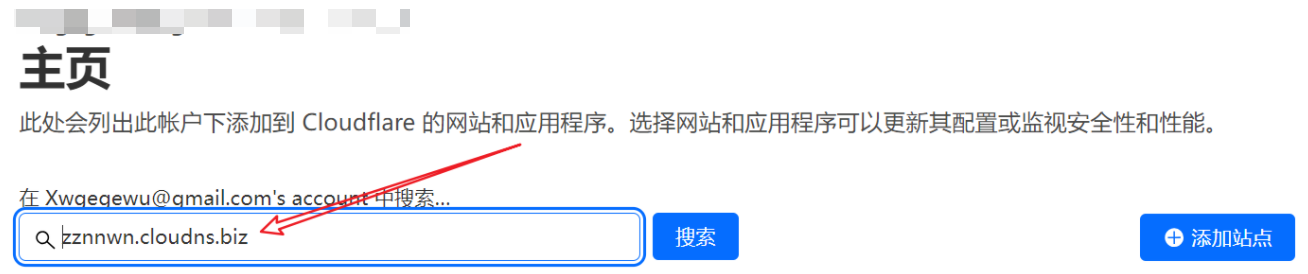 主页
此处会列出此帐户下添加到 Cloudflare 的网站和应用程序。选择网站和应用程序可以更新其配置或监视安全性和性能。
在 Xwgegewu@gmail.com's account 中搜索...
zznnwn.cloudns.biz 搜索 添加站点